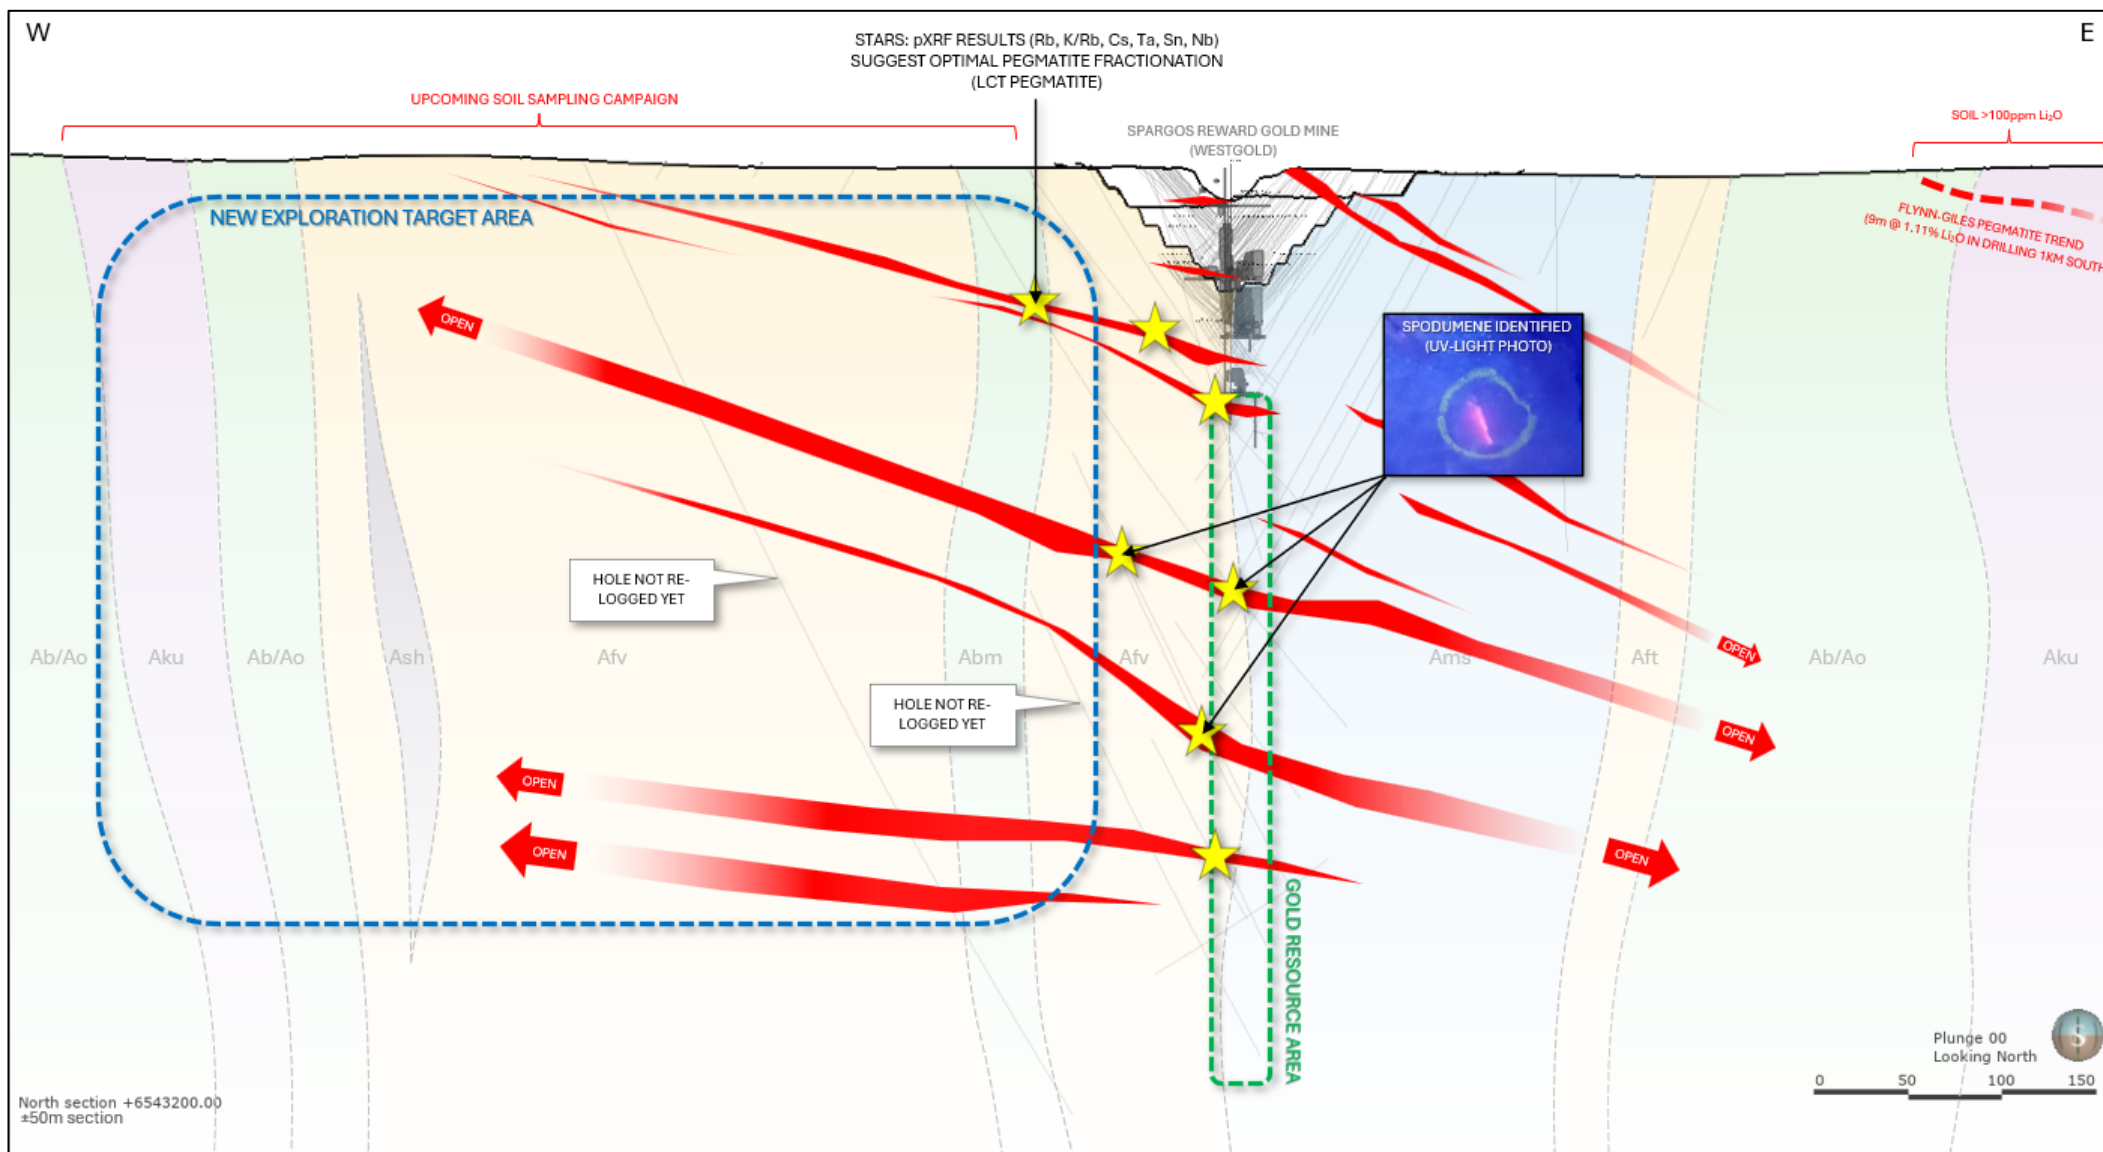 W
E
STARS: pXRF RESULTS (Rb, K/Rb, Cs, Ta, Sn, Nb)
SUGGEST OPTIMAL PEGMATITE FRACTIONATION
(LCT PEGMATITE)
UPCOMING SOIL SAMPLING CAMPAIGN
SPARGOS REWARD GOLD MINE
(WESTGOLD)
SOIL >100ppm Li₂O
NEW EXPLORATION TARGET AREA
FLYNN-GILES PEGMATITE TREND
(9m @ 1.11% Li₂O IN DRILLING 1KM SOUTH
OPEN
SPODUMENE IDENTIFIED
(UV-LIGHT PHOTO)
HOLE NOT RE-
LOGGED YET
Ab/Ao
Aku
Ab/Ao
Ash
Afv
Abm
Afv
Ams
Aft
Ab/Ao
Aku
OPEN
HOLE NOT RE-
LOGGED YET
OPEN
OPEN
OPEN
OPEN
GOLD RESOURCE AREA
Plunge 00
Looking North
S
0 50 100 150
North section +6543200.00
±50m section